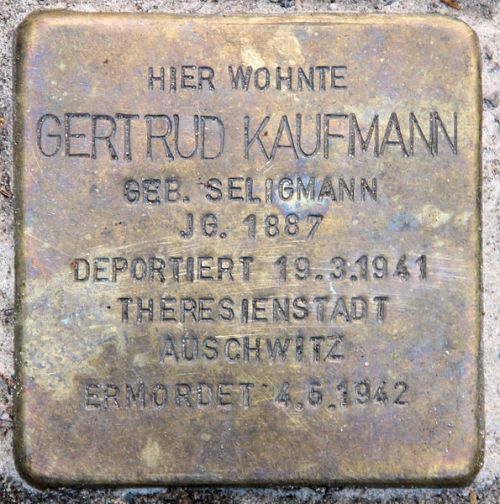 HIER WOHNTE
GERTRUD KAUFMANN
GEB. SELIGMANN
JG. 1887
DEPORTIERT 19.3.1941
THERESIENSTADT
AUSCHWITZ
ERMORDET 4.5.1942